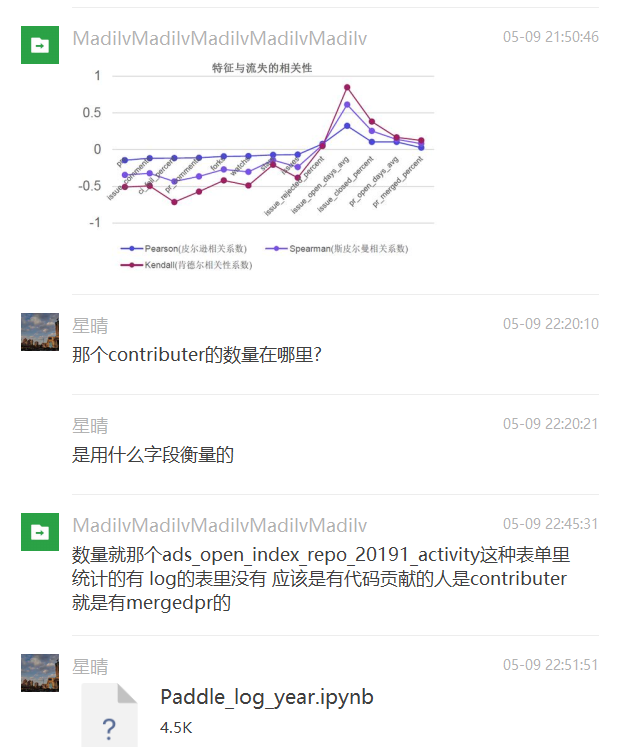 MadilvMadilvMadilvMadilvMadilv
05-09 21:50:46
特征与流失的相关性
1
0.5
0
-0.5
-1
issue_comments
ci_fail_percent
pr_comments
forks
watchs
stars
issues
issue_rejected_percent
issue_open_days_avg
issue_closed_percent
pr_open_days_avg
pr_merged_percent
Pearson(皮尔逊相关系数)
Spearman(斯皮尔曼相关系数)
Kendall(肯德尔相关性系数)
星晴
05-09 22:20:10
那个contributer的数量在哪里?
星晴
05-09 22:20:21
是用什么字段衡量的
MadilvMadilvMadilvMadilvMadilv
05-09 22:45:31
数量就那个ads_open_index_repo_20191_activity这种表单里
统计的有 log的表里没有 应该是有代码贡献的人是contributer
就是有mergedpr的
星晴
05-09 22:51:51
?
Paddle_log_year.ipynb
4.5K